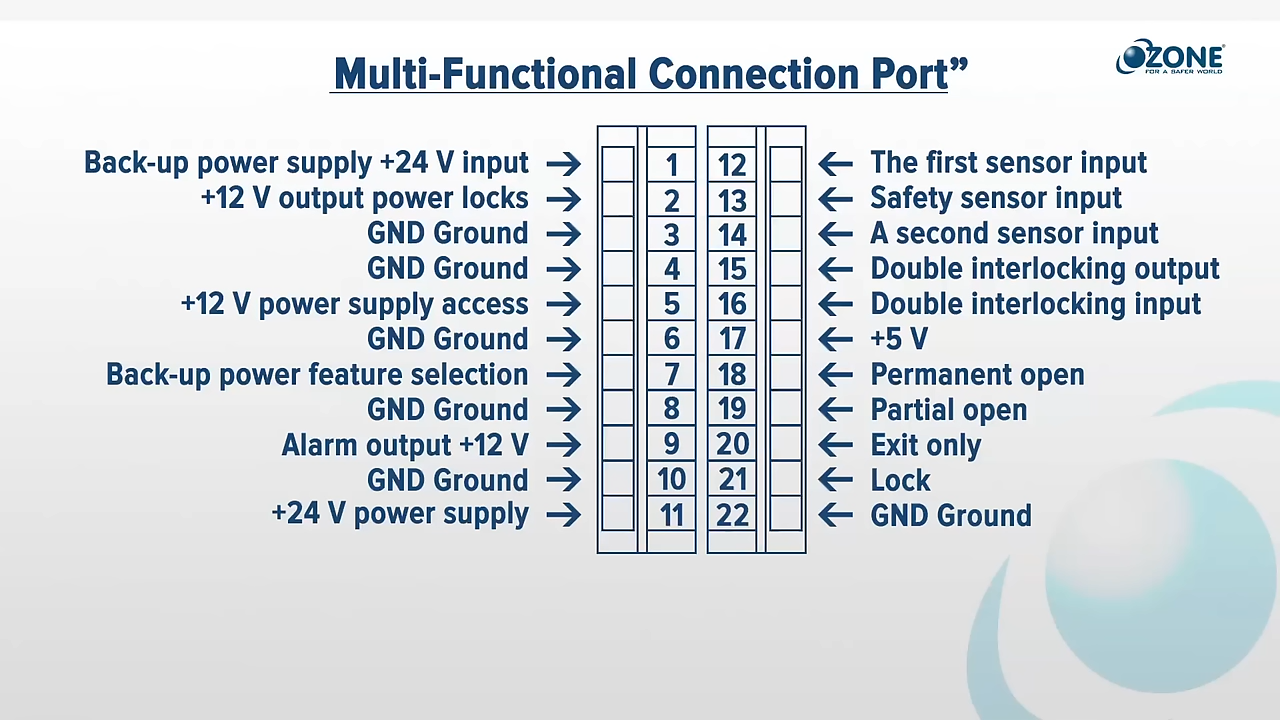 Multi-Functional Connection Port”
OZONE
FOR A SAFER WORLD
Back-up power supply +24 V input → 1 12 ← The first sensor input
+12 V output power locks → 2 13 ← Safety sensor input
GND Ground → 3 14 ← A second sensor input
GND Ground → 4 15 ← Double interlocking output
+12 V power supply access → 5 16 ← Double interlocking input
GND Ground → 6 17 ← +5 V
Back-up power feature selection → 7 18 ← Permanent open
GND Ground → 8 19 ← Partial open
Alarm output +12 V → 9 20 ← Exit only
GND Ground → 10 21 ← Lock
+24 V power supply → 11 22 ← GND Ground